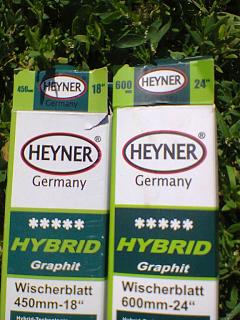 450mm HEYNER 18"
Germany
HEYNER®
Germany
*****
HYBRID
Graphit
Wischerblatt
450mm-18"
600 mm HEYNER 24"
Germany
HEYNER®
Germany
*****
HYBRID
Graphit
Wischerblatt
600mm-24"